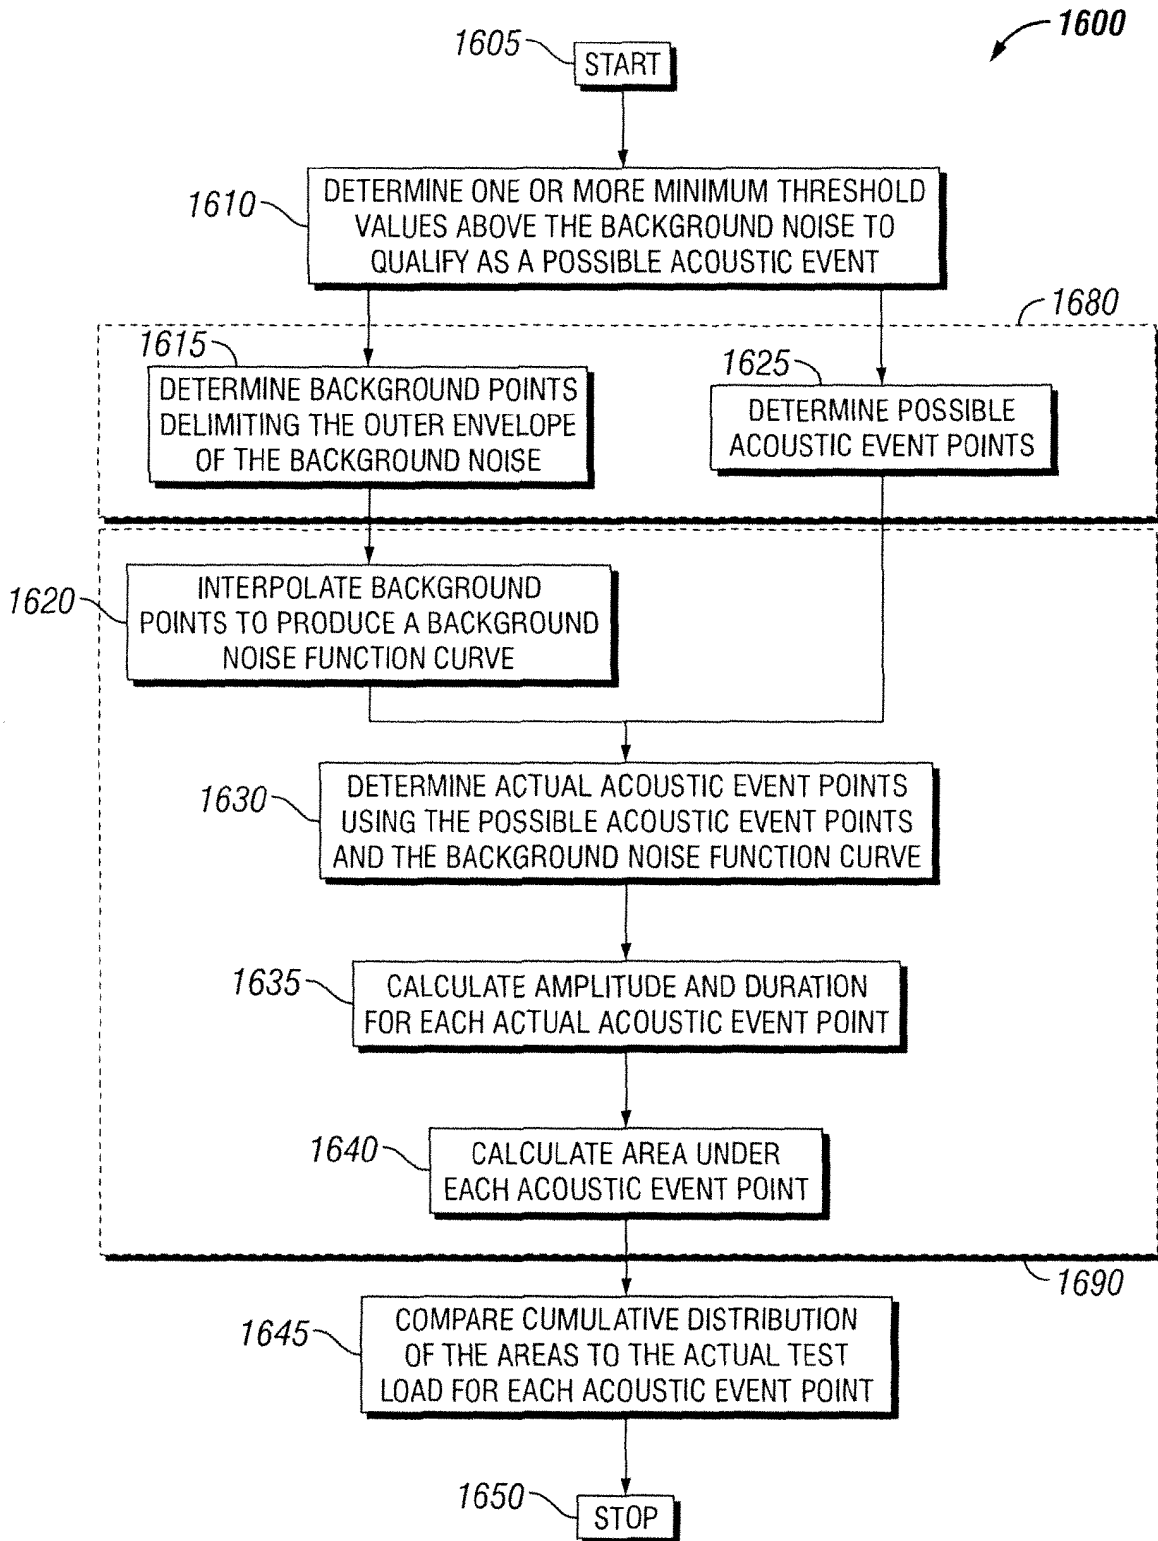 1600
1605
START
1610
DETERMINE ONE OR MORE MINIMUM THRESHOLD
VALUES ABOVE THE BACKGROUND NOISE TO
QUALIFY AS A POSSIBLE ACOUSTIC EVENT
1680
1615
DETERMINE BACKGROUND POINTS
DELIMITING THE OUTER ENVELOPE
OF THE BACKGROUND NOISE
1625
DETERMINE POSSIBLE
ACOUSTIC EVENT POINTS
1620
INTERPOLATE BACKGROUND
POINTS TO PRODUCE A BACKGROUND
NOISE FUNCTION CURVE
1630
DETERMINE ACTUAL ACOUSTIC EVENT POINTS
USING THE POSSIBLE ACOUSTIC EVENT POINTS
AND THE BACKGROUND NOISE FUNCTION CURVE
1635
CALCULATE AMPLITUDE AND DURATION
FOR EACH ACTUAL ACOUSTIC EVENT POINT
1640
CALCULATE AREA UNDER
EACH ACOUSTIC EVENT POINT
1690
1645
COMPARE CUMULATIVE DISTRIBUTION
OF THE AREAS TO THE ACTUAL TEST
LOAD FOR EACH ACOUSTIC EVENT POINT
1650
STOP